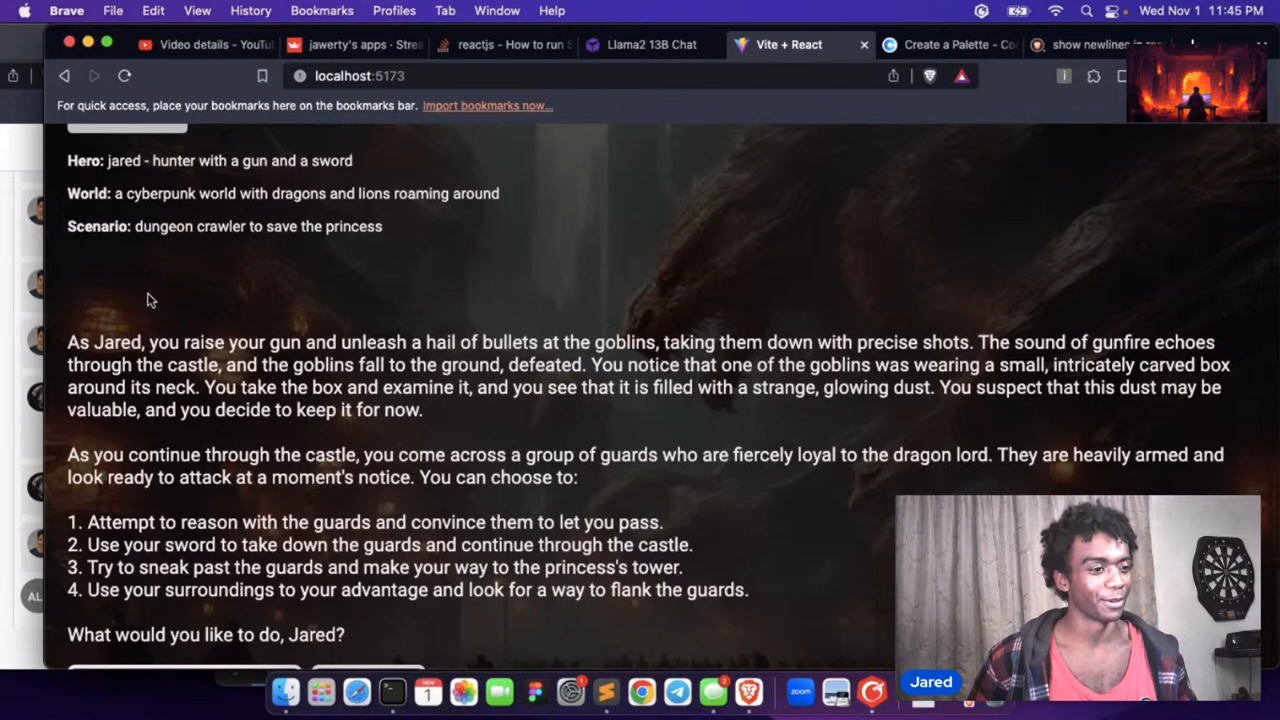 Brave File Edit View History Bookmarks Profiles Tab Window Help Wed Nov 1 11:45 PM
Video details - YouTu jawerty's apps · Strea reactjs - How to run S Llama2 13B Chat Vite + React Create a Palette - Co show newlines in
localhost:5173
For quick access, place your bookmarks here on the bookmarks bar. Import bookmarks now...
Hero: jared - hunter with a gun and a sword
World: a cyberpunk world with dragons and lions roaming around
Scenario: dungeon crawler to save the princess
As Jared, you raise your gun and unleash a hail of bullets at the goblins, taking them down with precise shots. The sound of gunfire echoes
through the castle, and the goblins fall to the ground, defeated. You notice that one of the goblins was wearing a small, intricately carved box
around its neck. You take the box and examine it, and you see that it is filled with a strange, glowing dust. You suspect that this dust may be
valuable, and you decide to keep it for now.
As you continue through the castle, you come across a group of guards who are fiercely loyal to the dragon lord. They are heavily armed and
look ready to attack at a moment's notice. You can choose to:
1. Attempt to reason with the guards and convince them to let you pass.
2. Use your sword to take down the guards and continue through the castle.
3. Try to sneak past the guards and make your way to the princess's tower.
4. Use your surroundings to your advantage and look for a way to flank the guards.
What would you like to do, Jared?
AL
Jared
NOV
1
1
2
zoom